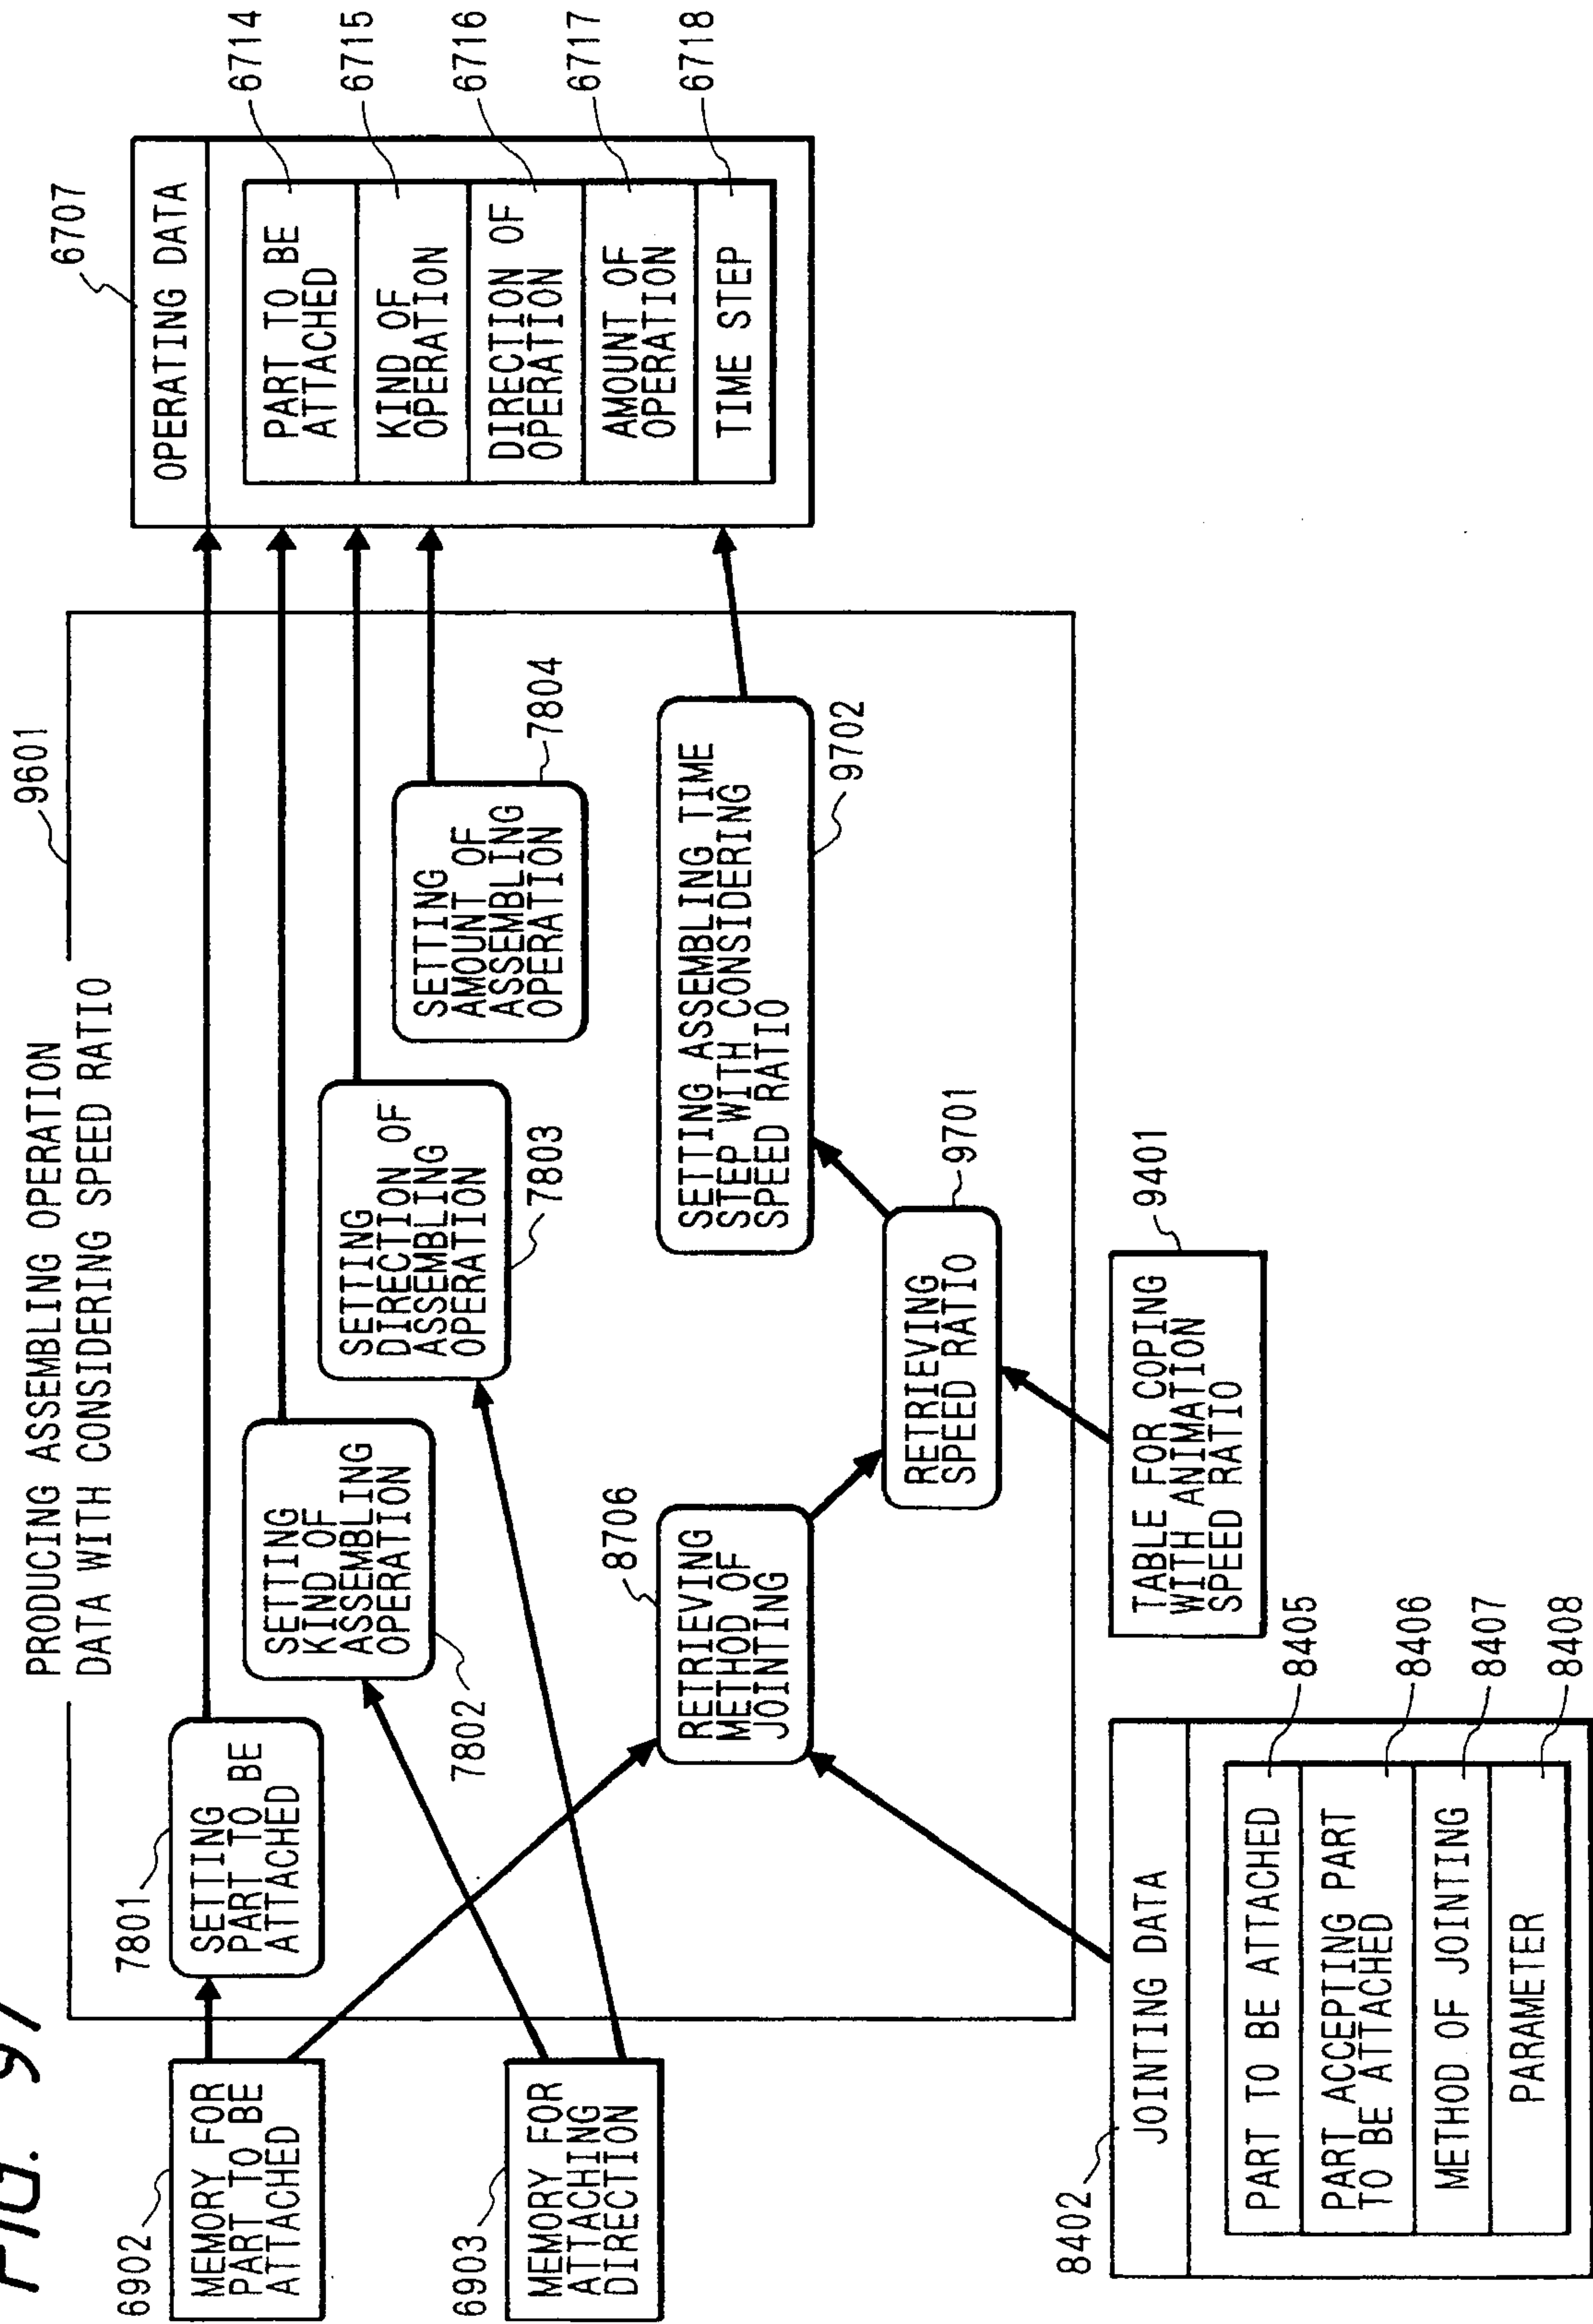 FIG. 97
PRODUCING ASSEMBLING OPERATION
DATA WITH CONSIDERING SPEED RATIO
9601
6902
MEMORY FOR
PART TO BE
ATTACHED
6903
MEMORY FOR
ATTACHING
DIRECTION
7801
SETTING
PART TO BE
ATTACHED
7802
SETTING
KIND OF
ASSEMBLING
OPERATION
SETTING
DIRECTION OF
ASSEMBLING
OPERATION
7803
SETTING
AMOUNT OF
ASSEMBLING
OPERATION
7804
8706
RETRIEVING
METHOD OF
JOINTING
RETRIEVING
SPEED RATIO
9701
SETTING ASSEMBLING TIME
STEP WITH CONSIDERING
SPEED RATIO
9702
6707
OPERATING DATA
PART TO BE
ATTACHED
6714
KIND OF
OPERATION
6715
DIRECTION OF
OPERATION
6716
AMOUNT OF
OPERATION
6717
TIME STEP
6718
8402
JOINTING DATA
PART TO BE ATTACHED
8405
PART ACCEPTING PART
TO BE ATTACHED
8406
METHOD OF JOINTING
8407
PARAMETER
8408
TABLE FOR COPING
WITH ANIMATION
SPEED RATIO
9401